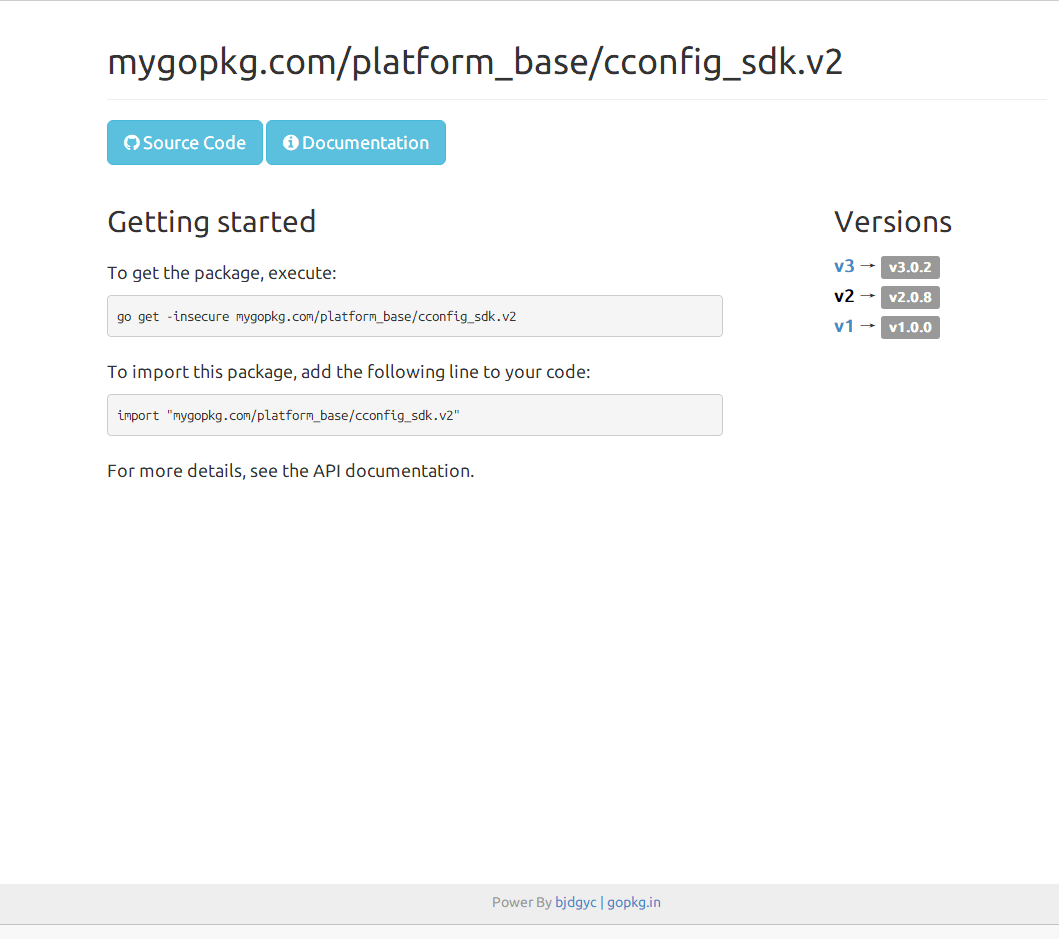 mygopkg.com/platform_base/cconfig_sdk.v2
Source Code Documentation
Getting started
To get the package, execute:
go get -insecure mygopkg.com/platform_base/cconfig_sdk.v2
To import this package, add the following line to your code:
import "mygopkg.com/platform_base/cconfig_sdk.v2"
For more details, see the API documentation.
Versions
v3 → v3.0.2
v2 → v2.0.8
v1 → v1.0.0
Power By bjdgyc | gopkg.in